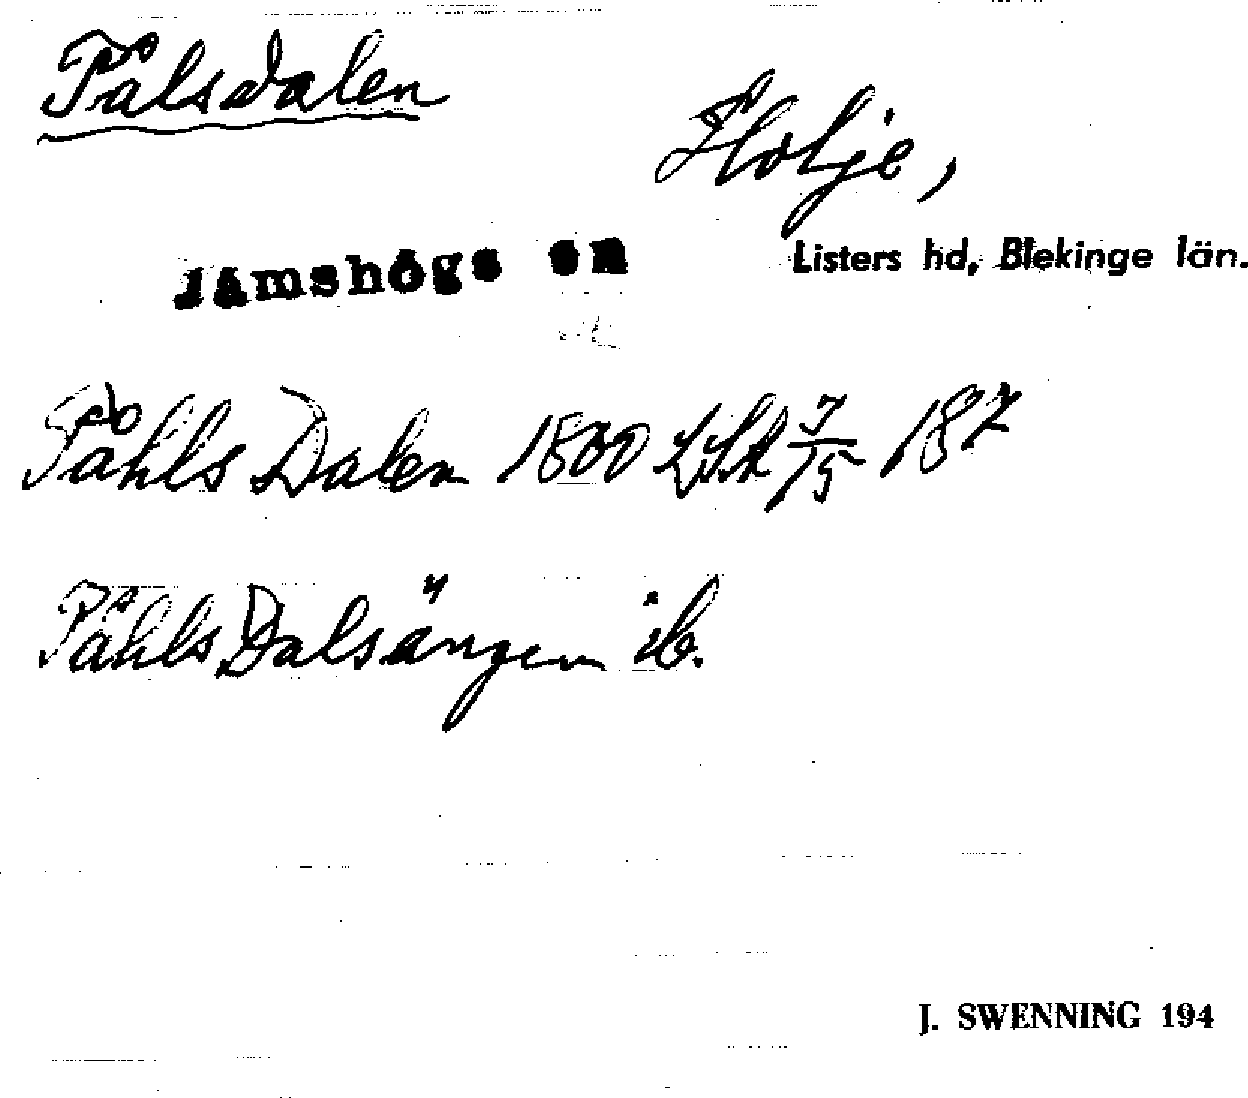 Pålsdalen
Holje,
Jämshögs sn
Listers hd, Blekinge län.
Påhls Dalen 1800 LSk 7/5 187
Påhls Dalsängen ib.
J. SWENNING 194